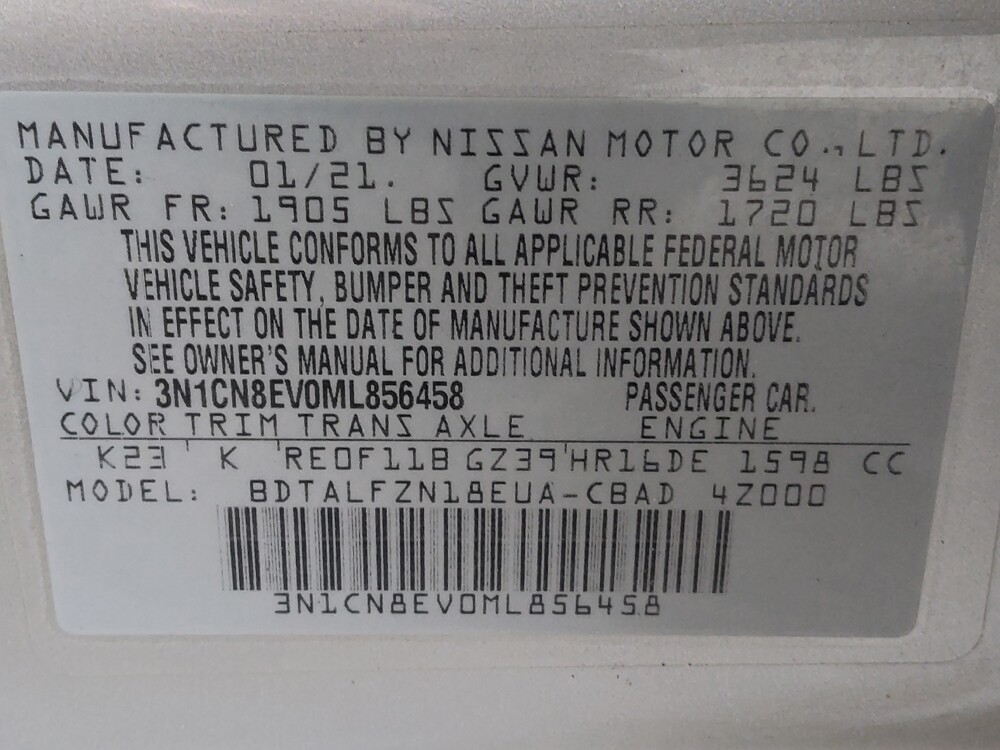 MANUFACTURED BY NISSAN MOTOR CO., LTD.
DATE: 01/21. GVWR: 3624 LBS
GAWR FR: 1905 LBS GAWR RR: 1720 LBS
THIS VEHICLE CONFORMS TO ALL APPLICABLE FEDERAL MOTOR
VEHICLE SAFETY, BUMPER AND THEFT PREVENTION STANDARDS
IN EFFECT ON THE DATE OF MANUFACTURE SHOWN ABOVE.
SEE OWNER'S MANUAL FOR ADDITIONAL INFORMATION.
VIN: 3N1CN8EV0ML856458 PASSENGER CAR.
COLOR TRIM TRANS AXLE ENGINE
K23 K RE0F11B GZ39 HR16DE 1598 CC
MODEL: BDTALFZN18EUA-CBAD 4Z000
3N1CN8EV0ML856458